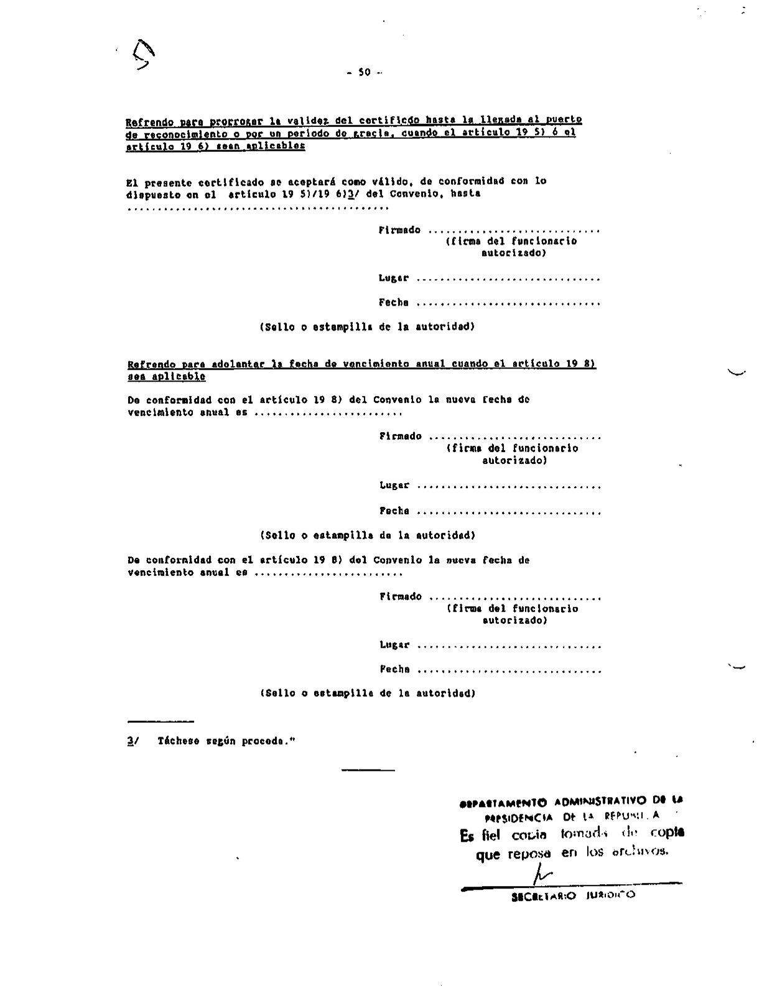 - 50 -
Refrendo para prorrogar la validez del certificdo hasta la llegada al puerto
de reconocimiento o por un periodo de gracia, cuando el artículo 19 5) ó el
artículo 19 6) sean aplicables
El presente certificado se aceptará como válido, de conformidad con lo
dispuesto en el artículo 19 5)/19 6)3/ del Convenio, hasta
...........................................
Firmado ............................
(firma del funcionario
autorizado)
Lugar ..............................
Fecha ..............................
(Sello o estampilla de la autoridad)
Refrendo para adelantar la fecha de vencimiento anual cuando el artículo 19 8)
sea aplicable
De conformidad con el artículo 19 8) del Convenio la nueva fecha de
vencimiento anual es .........................
Firmado ............................
(firma del funcionario
autorizado)
Lugar ..............................
Fecha ..............................
(Sello o estampilla de la autoridad)
De conformidad con el artículo 19 8) del Convenio la nueva fecha de
vencimiento anual es .........................
Firmado ............................
(firma del funcionario
autorizado)
Lugar ..............................
Fecha ..............................
(Sello o estampilla de la autoridad)
3/ Táchese según proceda."
DEPARTAMENTO ADMINISTRATIVO DE LA
PRESIDENCIA DE LA REPUBLICA
Es fiel copia tomada de copia
que reposa en los archivos.
SECRETARIO JURIDICO